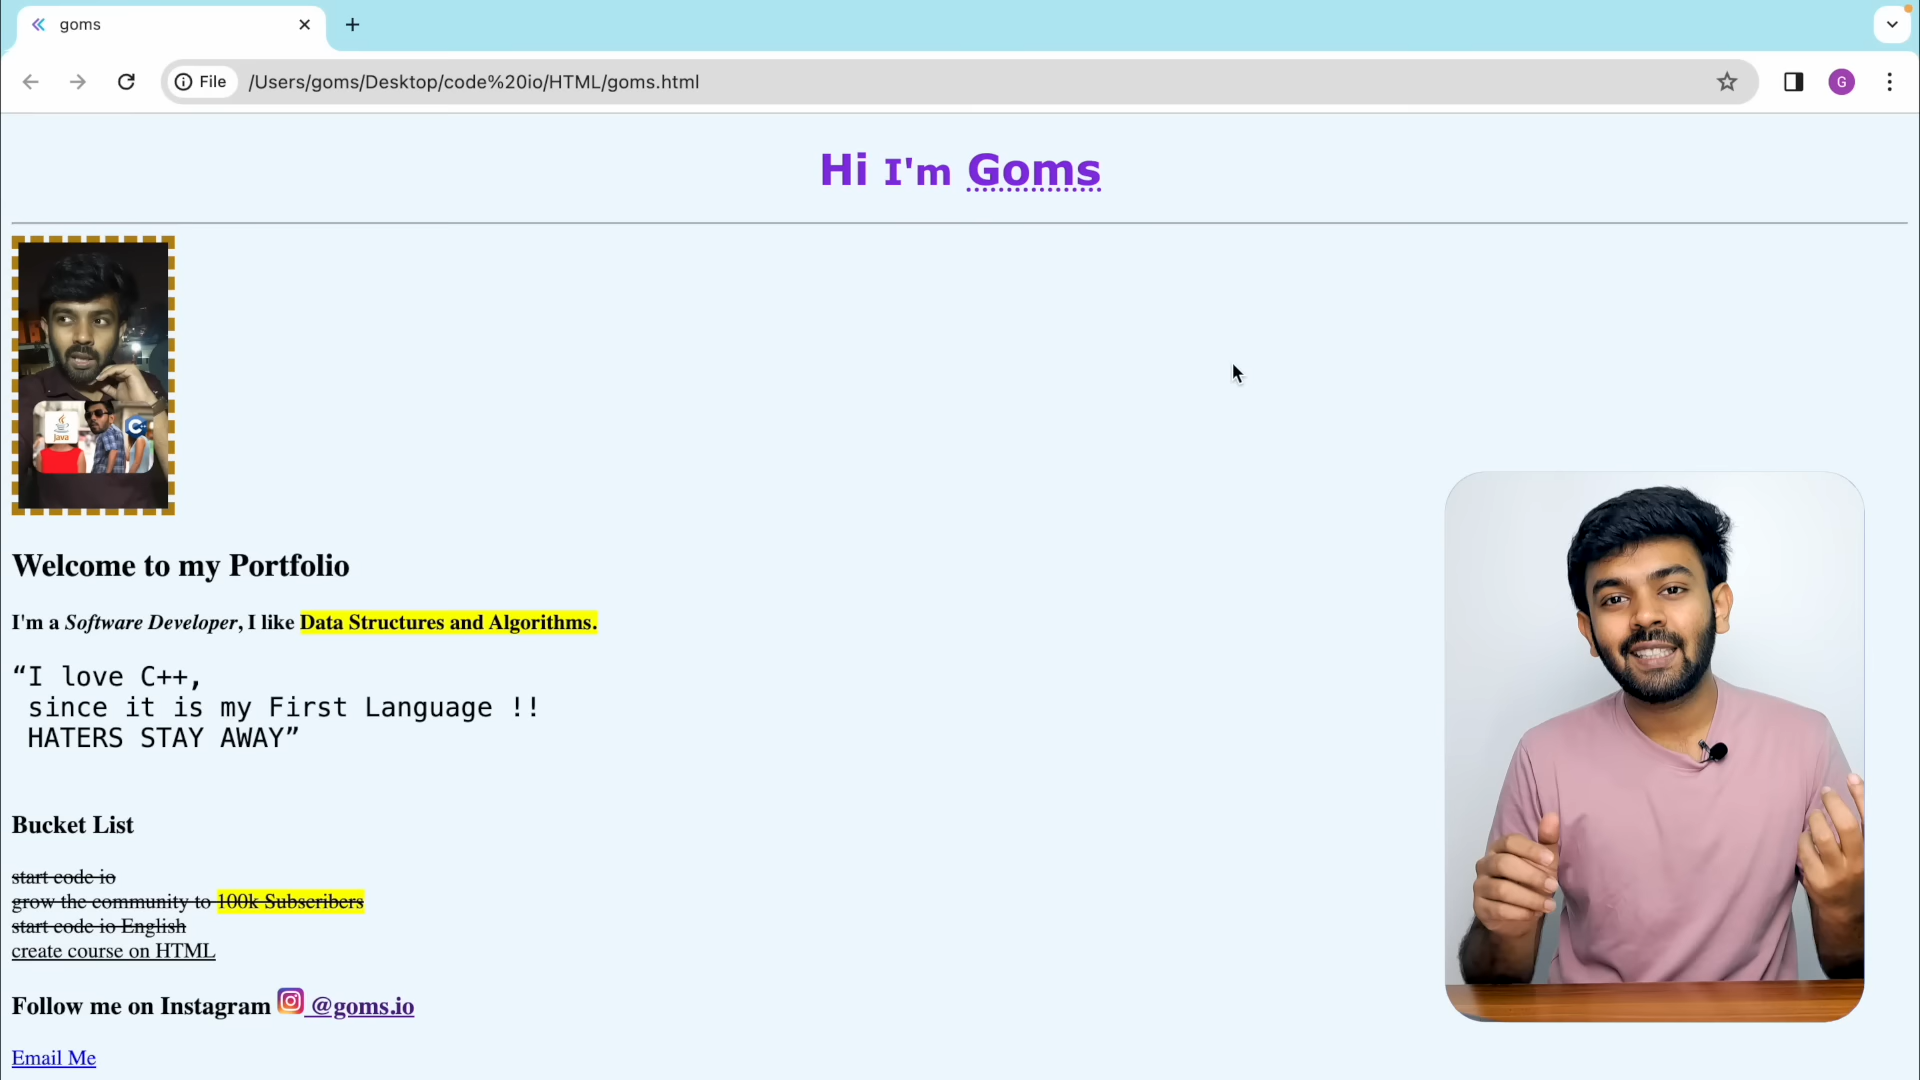 goms
File
/Users/goms/Desktop/code%20io/HTML/goms.html
G
Hi I'm Goms
Java
C++
Welcome to my Portfolio
I'm a Software Developer, I like Data Structures and Algorithms.
“I love C++,
since it is my First Language !!
HATERS STAY AWAY”
Bucket List
start code io
grow the community to 100k Subscribers
start code io English
create course on HTML
Follow me on Instagram @goms.io
Email Me